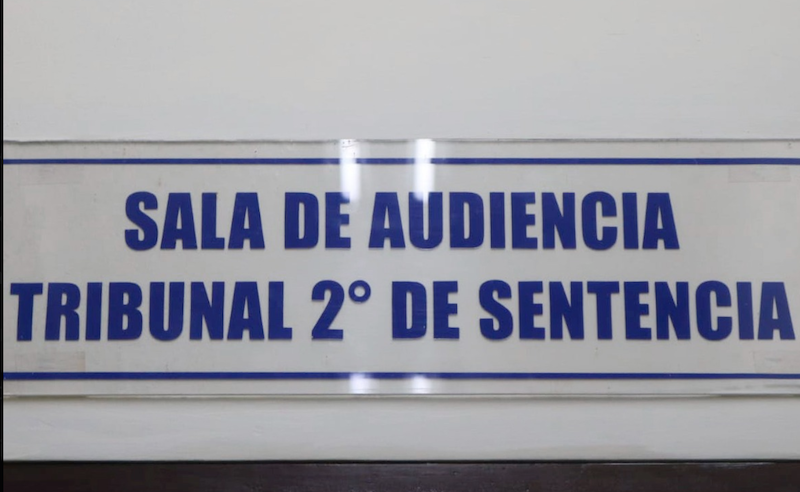 SALA DE AUDIENCIA
TRIBUNAL 2° DE SENTENCIA